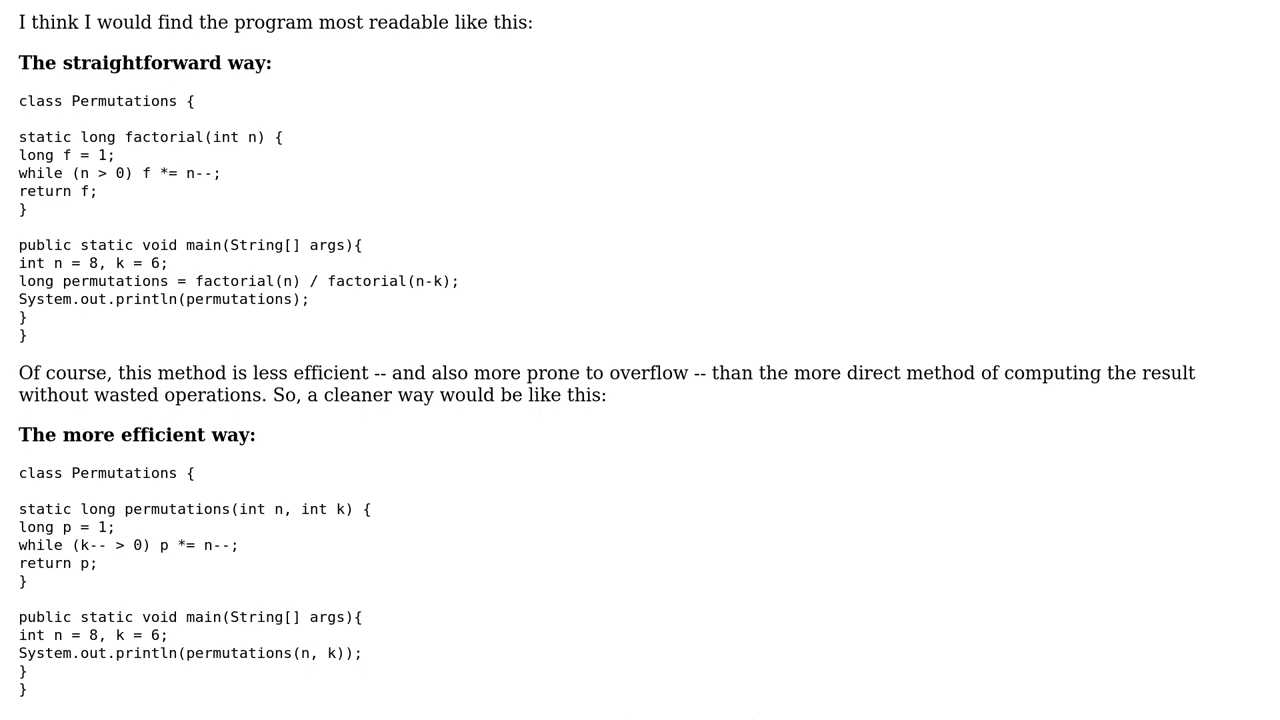 I think I would find the program most readable like this:
The straightforward way:
class Permutations {
static long factorial(int n) {
long f = 1;
while (n > 0) f *= n--;
return f;
}
public static void main(String[] args){
int n = 8, k = 6;
long permutations = factorial(n) / factorial(n-k);
System.out.println(permutations);
}
}
Of course, this method is less efficient -- and also more prone to overflow -- than the more direct method of computing the result
without wasted operations. So, a cleaner way would be like this:
The more efficient way:
class Permutations {
static long permutations(int n, int k) {
long p = 1;
while (k-- > 0) p *= n--;
return p;
}
public static void main(String[] args){
int n = 8, k = 6;
System.out.println(permutations(n, k));
}
}